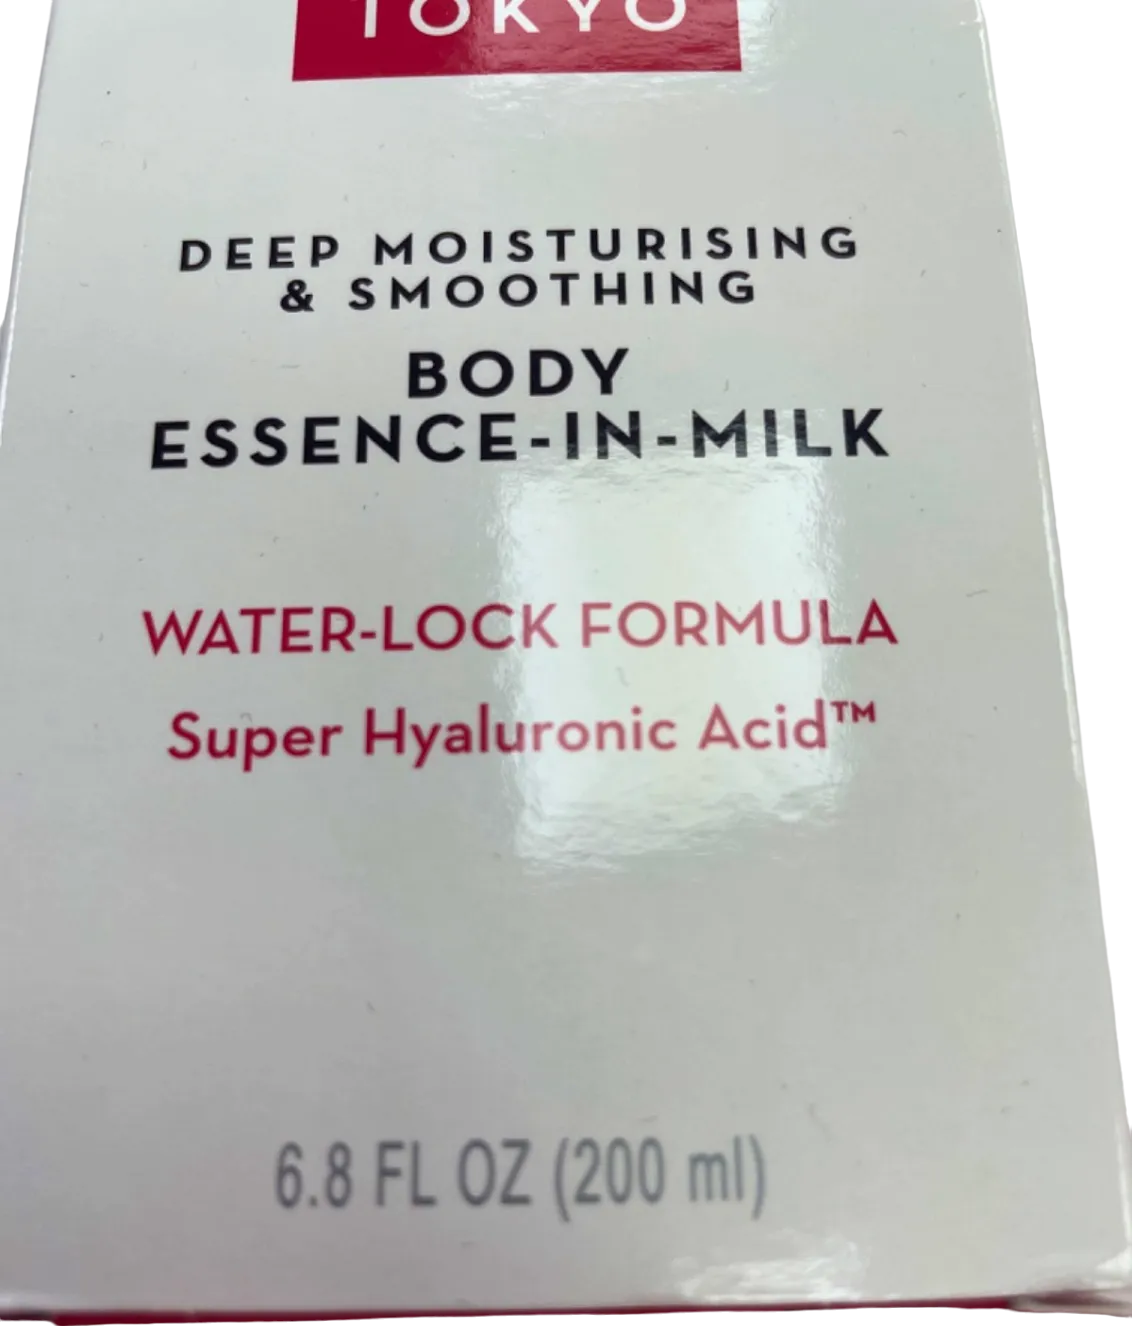 TOKYO
DEEP MOISTURISING
& SMOOTHING
BODY
ESSENCE-IN-MILK
WATER-LOCK FORMULA
Super Hyaluronic Acid™
6.8 FL OZ (200 ml)